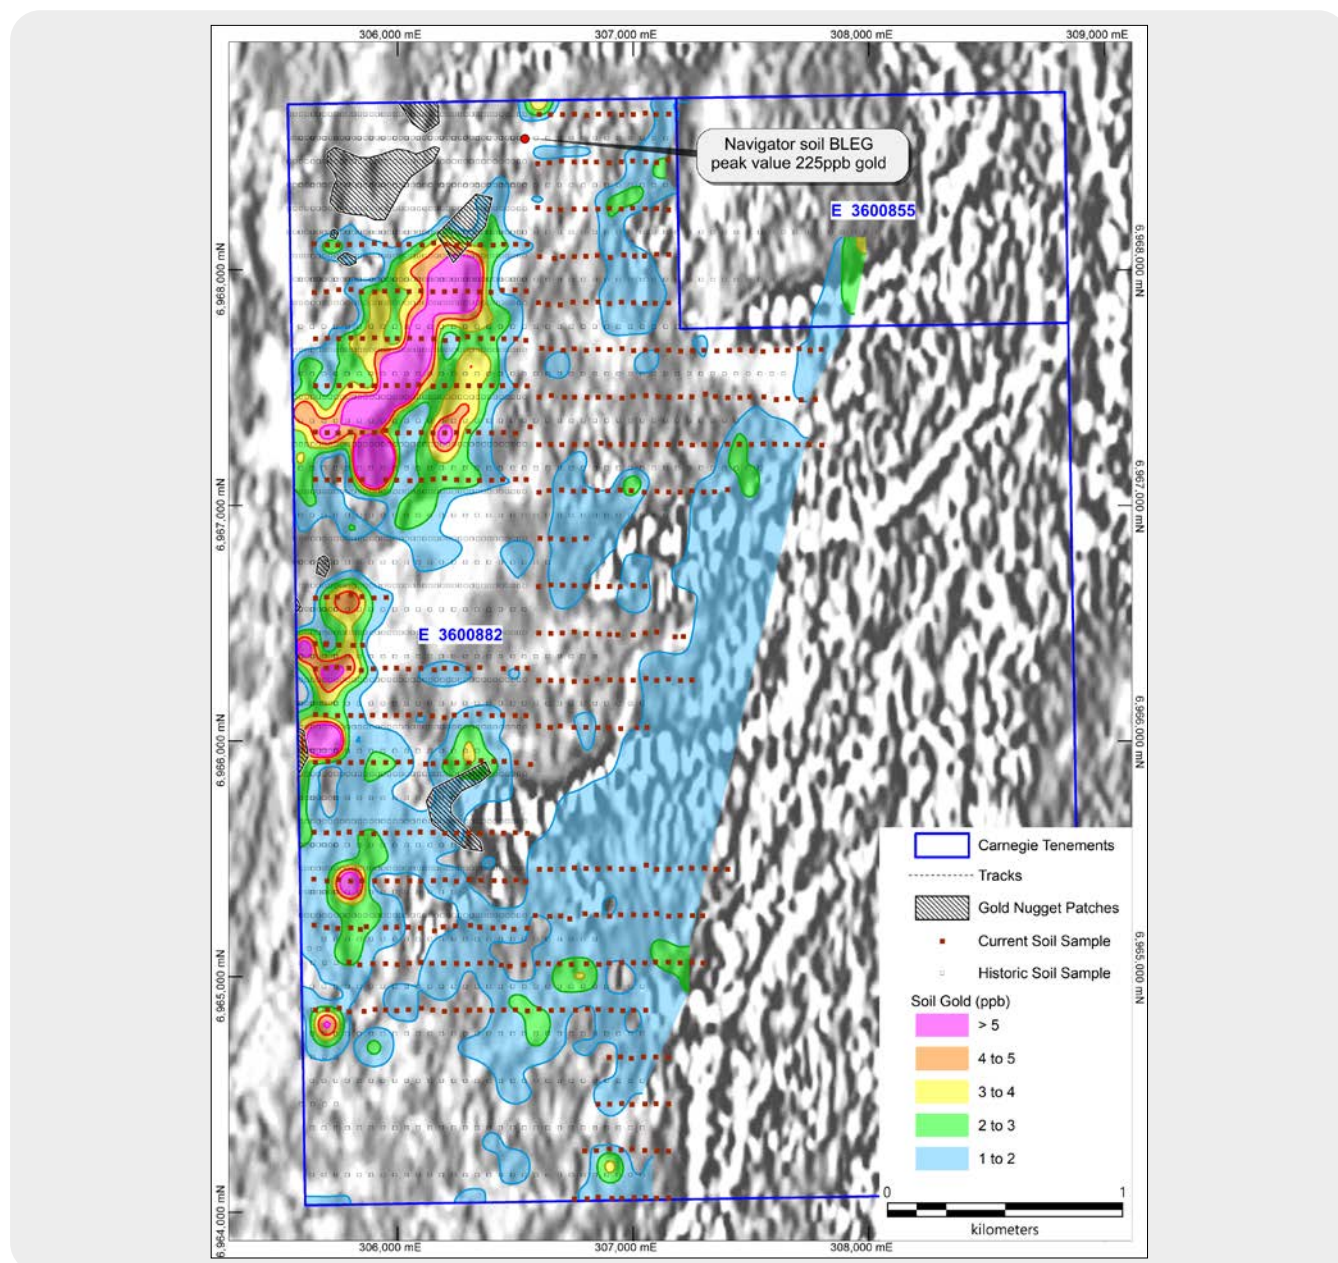 306,000 mE
307,000 mE
308,000 mE
309,000 mE
Navigator soil BLEG
peak value 225ppb gold
E 3600855
6,968,000 mN
6,968,000 mN
6,967,000 mN
6,967,000 mN
E 3600882
6,966,000 mN
6,966,000 mN
Carnegie Tenements
Tracks
Gold Nugget Patches
Current Soil Sample
Historic Soil Sample
6,965,000 mN
6,965,000 mN
Soil Gold (ppb)
> 5
4 to 5
3 to 4
2 to 3
1 to 2
0
1
kilometers
6,964,000 mN
306,000 mE
307,000 mE
308,000 mE